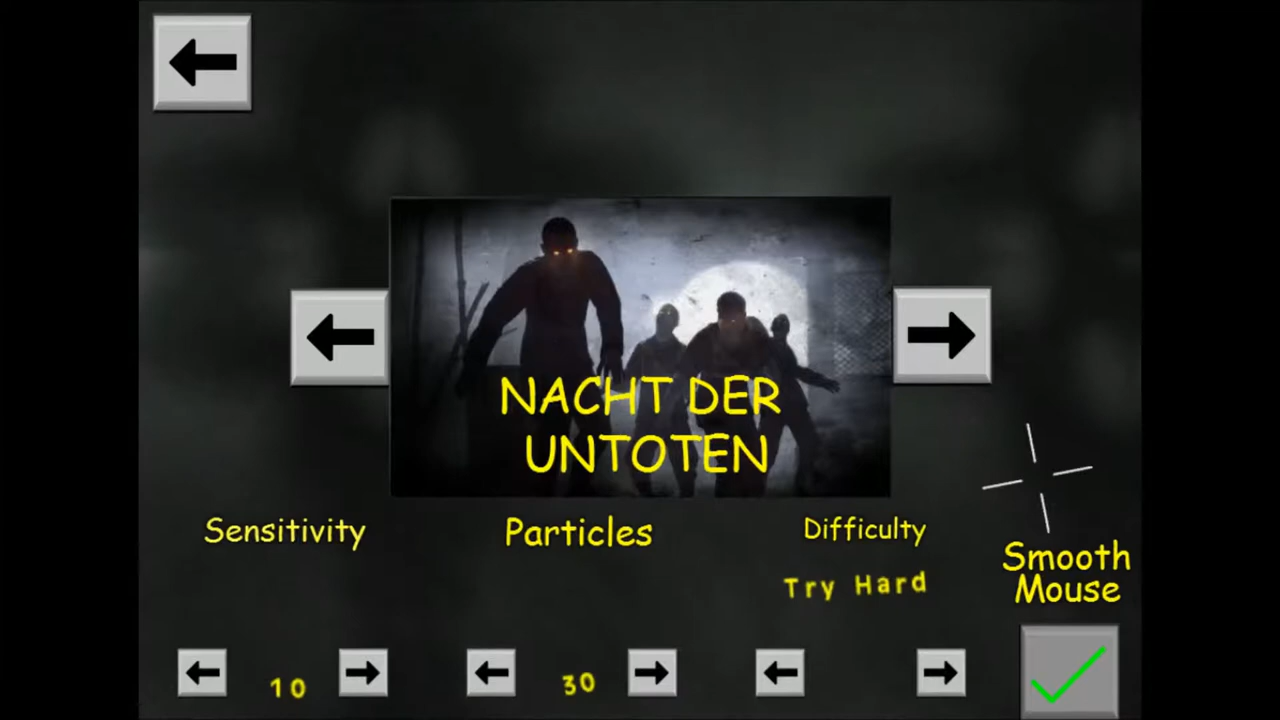 NACHT DER
UNTOTEN
Sensitivity
Particles
Difficulty
Smooth
Mouse
Try Hard
10
30